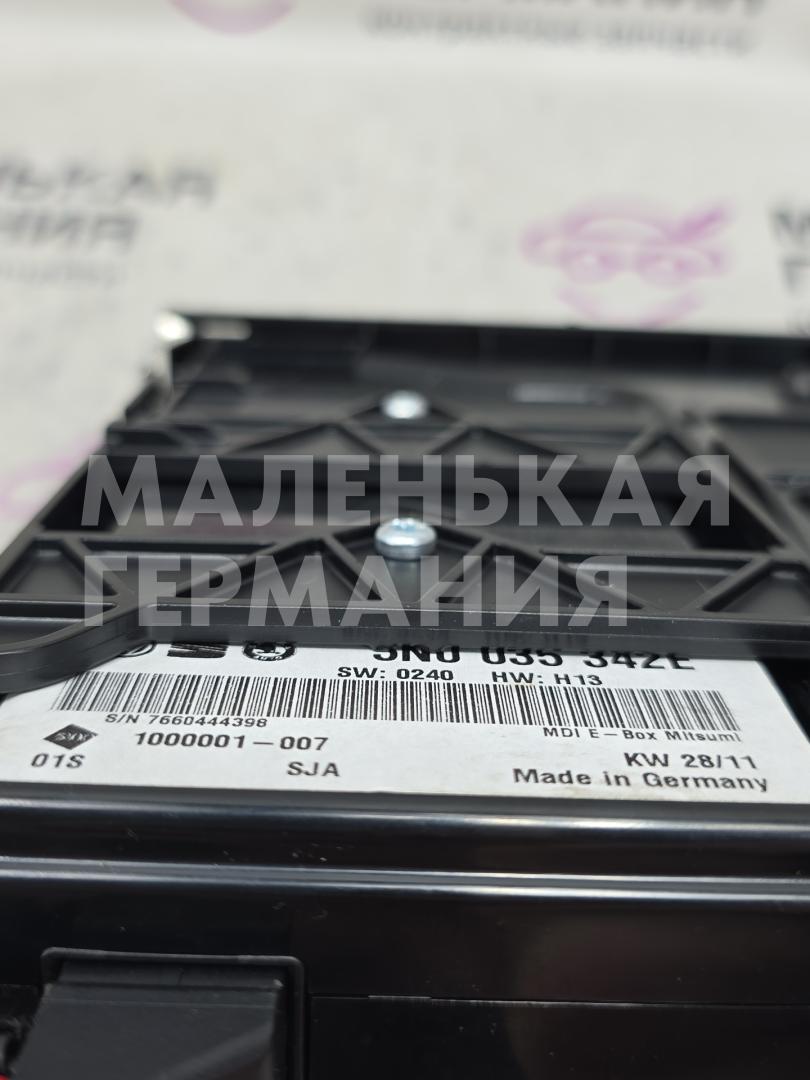 МАЛЕНЬКАЯ
ГЕРМАНИЯ
5N0 035 342E
SW: 0240 HW: H13
S/N 7660444398
MDI E-Box Mitsumi
1000001-007
KW 28/11
01S
SJA
Made in Germany